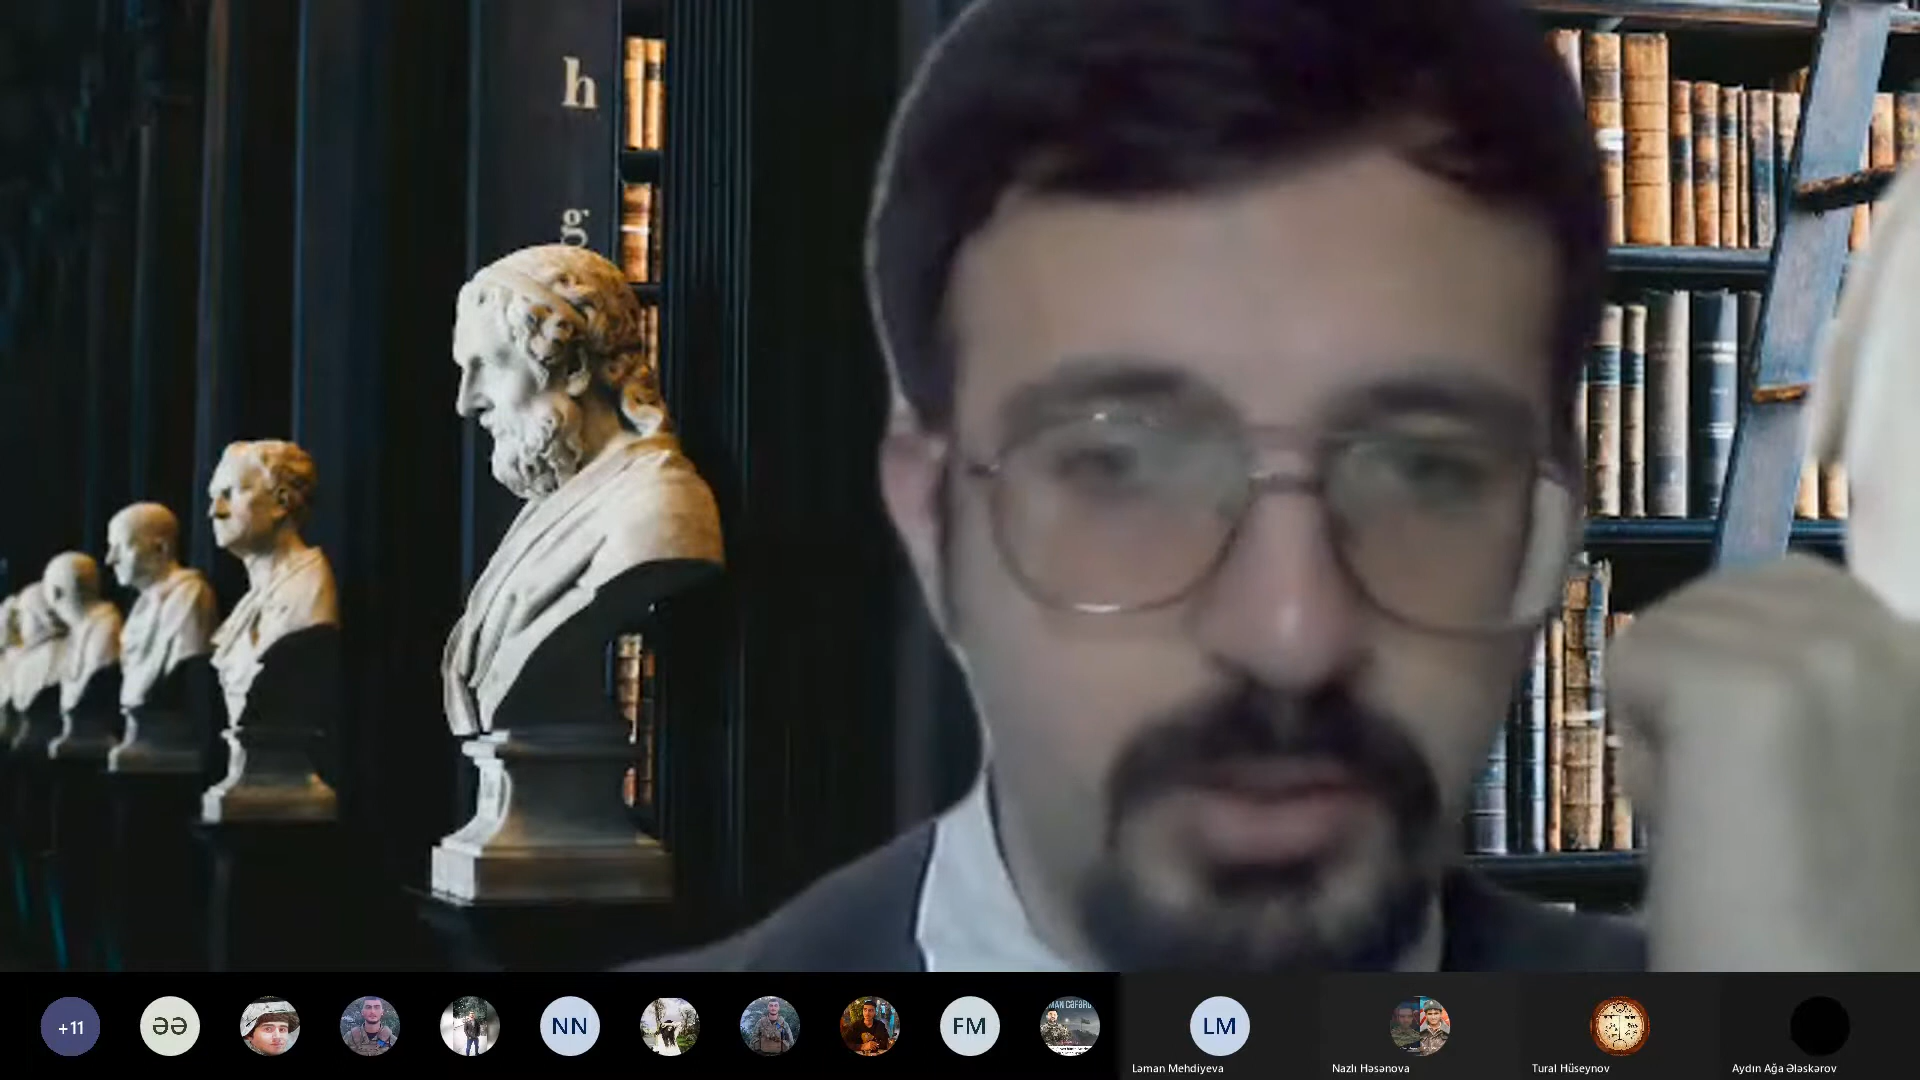 h
g
+11
ƏƏ
NN
FM
LM
Ləman Mehdiyeva
Nazlı Həsənova
Tural Hüseynov
Aydın Ağa Ələskərov